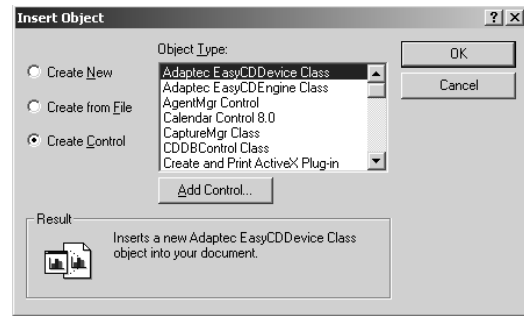 Insert Object
Object Type:
Create New
Create from File
Create Control
Adaptec EasyCDDevice Class
Adaptec EasyCDEngine Class
AgentMgr Control
Calendar Control 8.0
CaptureMgr Class
CDDBControl Class
Create and Print ActiveX Plug-in
Add Control...
OK
Cancel
Result
Inserts a new Adaptec EasyCDDevice Class
object into your document.